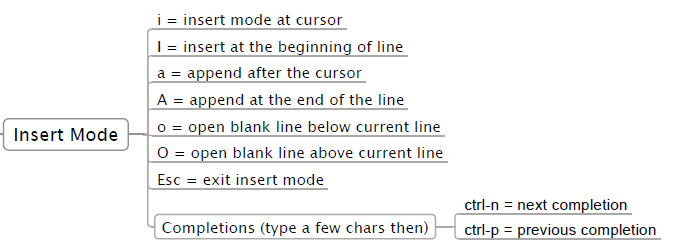 i = insert mode at cursor
I = insert at the beginning of line
a = append after the cursor
A = append at the end of the line
Insert Mode
o = open blank line below current line
O = open blank line above current line
Esc = exit insert mode
Completions (type a few chars then)
ctrl-n = next completion
ctrl-p = previous completion